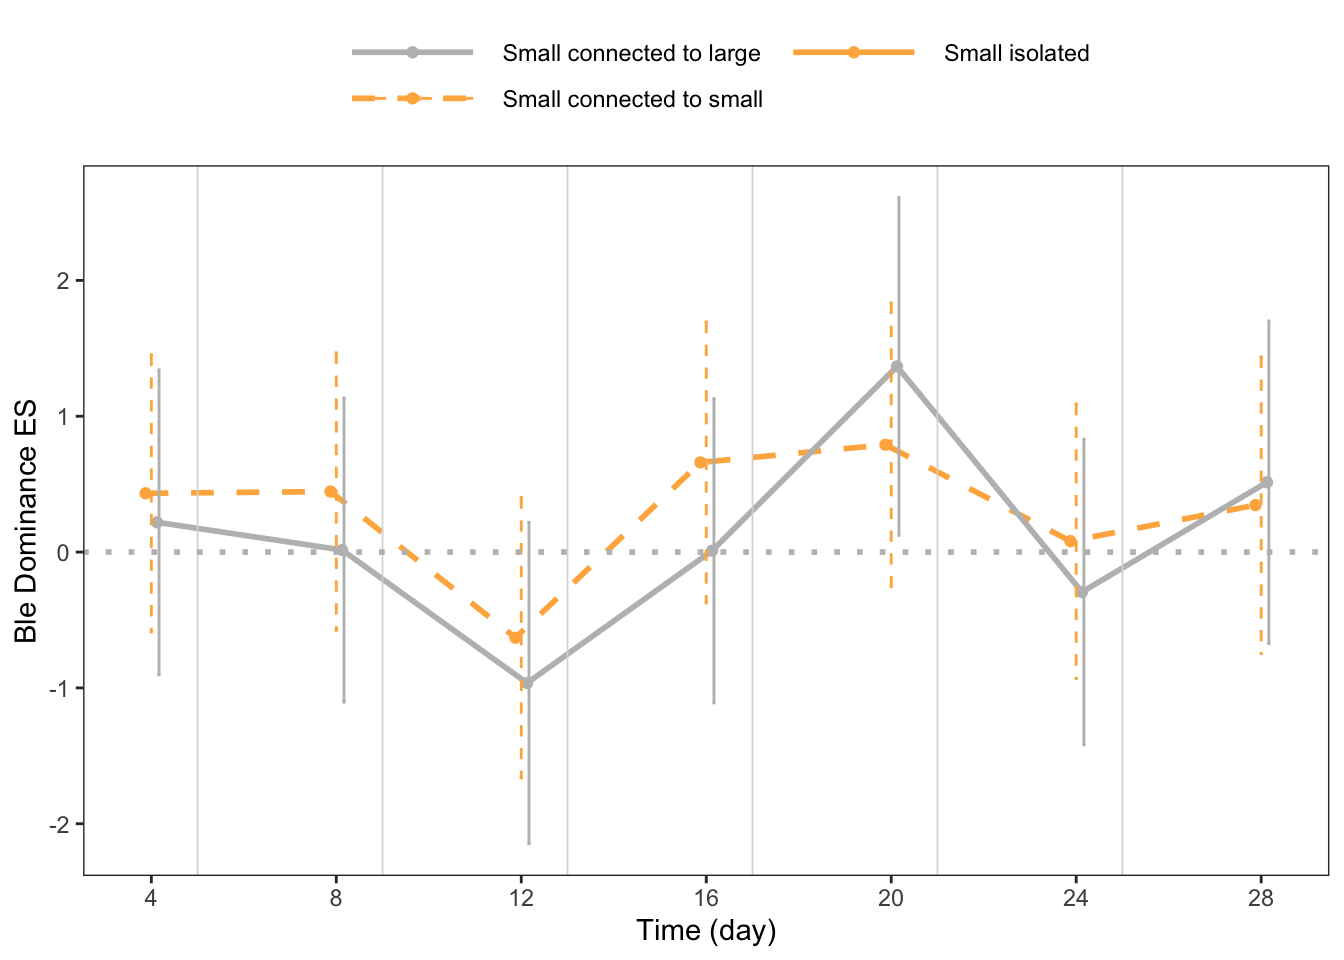 Small connected to large
Small isolated
Small connected to small
Ble Dominance ES
2
1
0
-1
-2
4
8
12
16
20
24
28
Time (day)